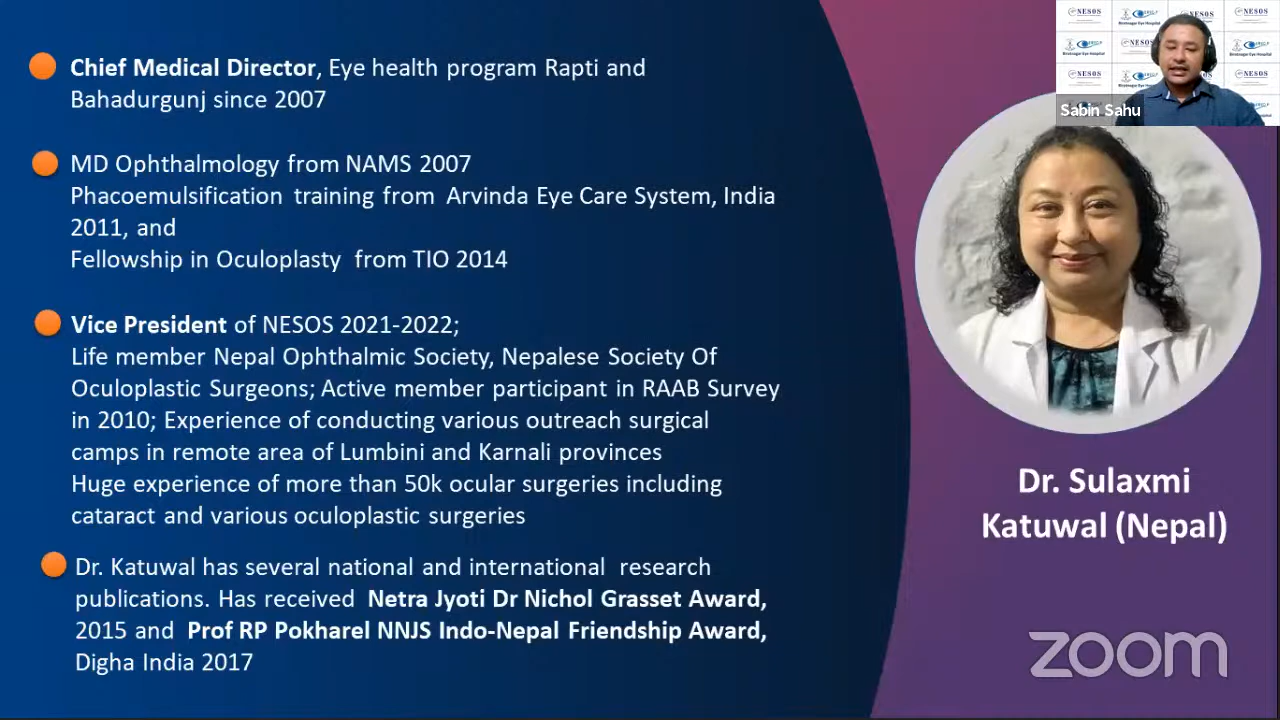 Chief Medical Director, Eye health program Rapti and
Bahadurgunj since 2007
MD Ophthalmology from NAMS 2007
Phacoemulsification training from Arvinda Eye Care System, India
2011, and
Fellowship in Oculoplasty from TIO 2014
Vice President of NESOS 2021-2022;
Life member Nepal Ophthalmic Society, Nepalese Society Of
Oculoplastic Surgeons; Active member participant in RAAB Survey
in 2010; Experience of conducting various outreach surgical
camps in remote area of Lumbini and Karnali provinces
Huge experience of more than 50k ocular surgeries including
cataract and various oculoplastic surgeries
Dr. Katuwal has several national and international research
publications. Has received Netra Jyoti Dr Nichol Grasset Award,
2015 and Prof RP Pokharel NNJS Indo-Nepal Friendship Award,
Digha India 2017
NESOS
Biratnagar Eye Hospital
Sabin Sahu
Dr. Sulaxmi
Katuwal (Nepal)
zoom